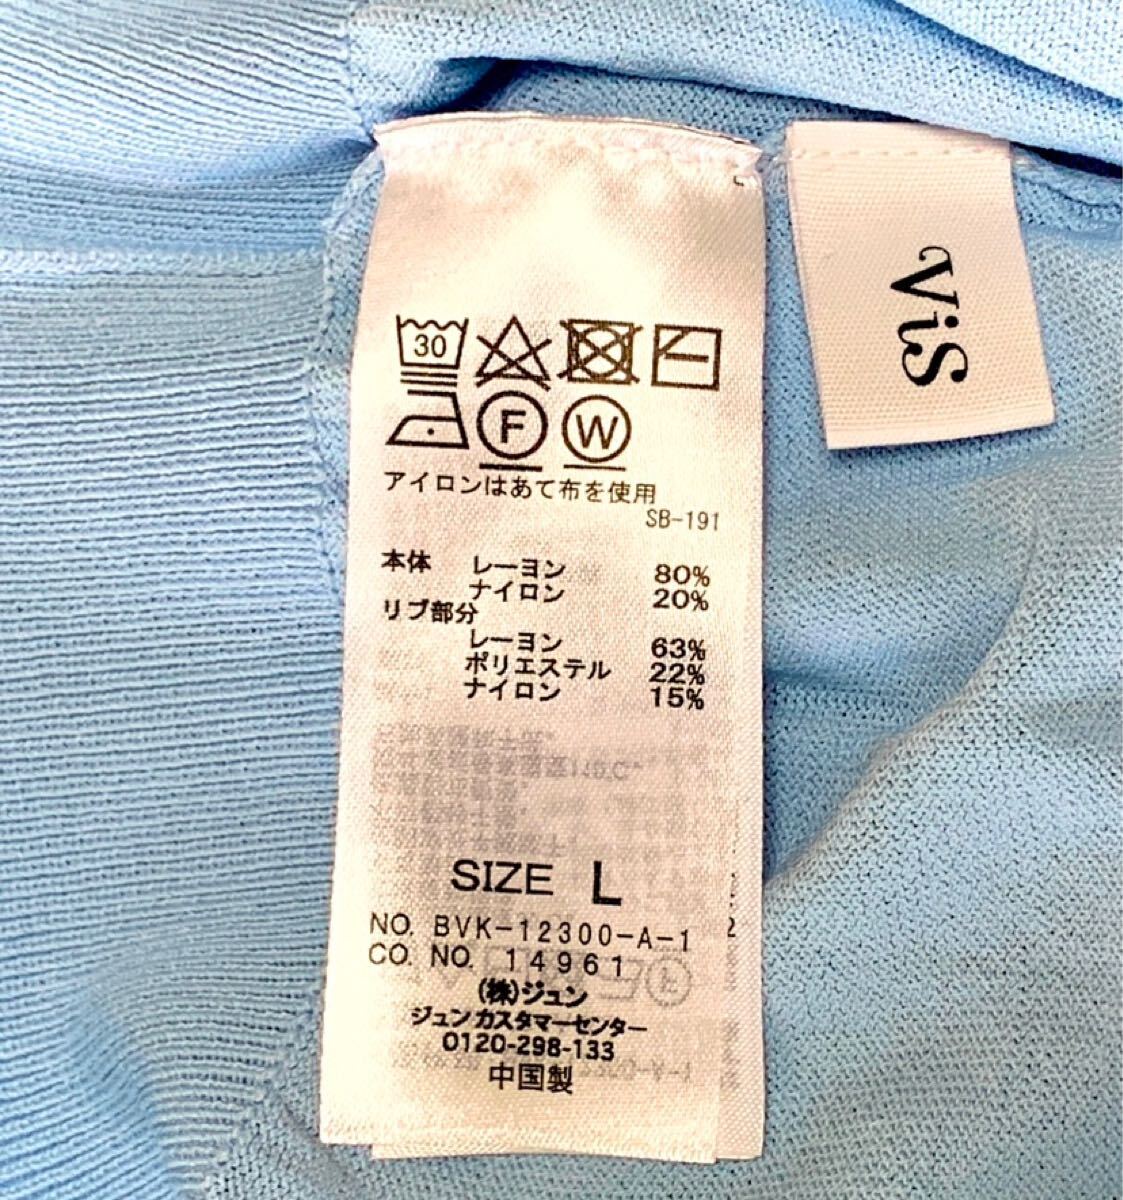 ViS
30
F W
アイロンはあて布を使用
SB-191
本体 レーヨン 80%
ナイロン 20%
リブ部分
レーヨン 63%
ポリエステル 22%
ナイロン 15%
SIZE L
NO. BVK-12300-A-1
CO. NO. 14961
(株)ジュン
ジュンカスタマーセンター
0120-298-133
中国製